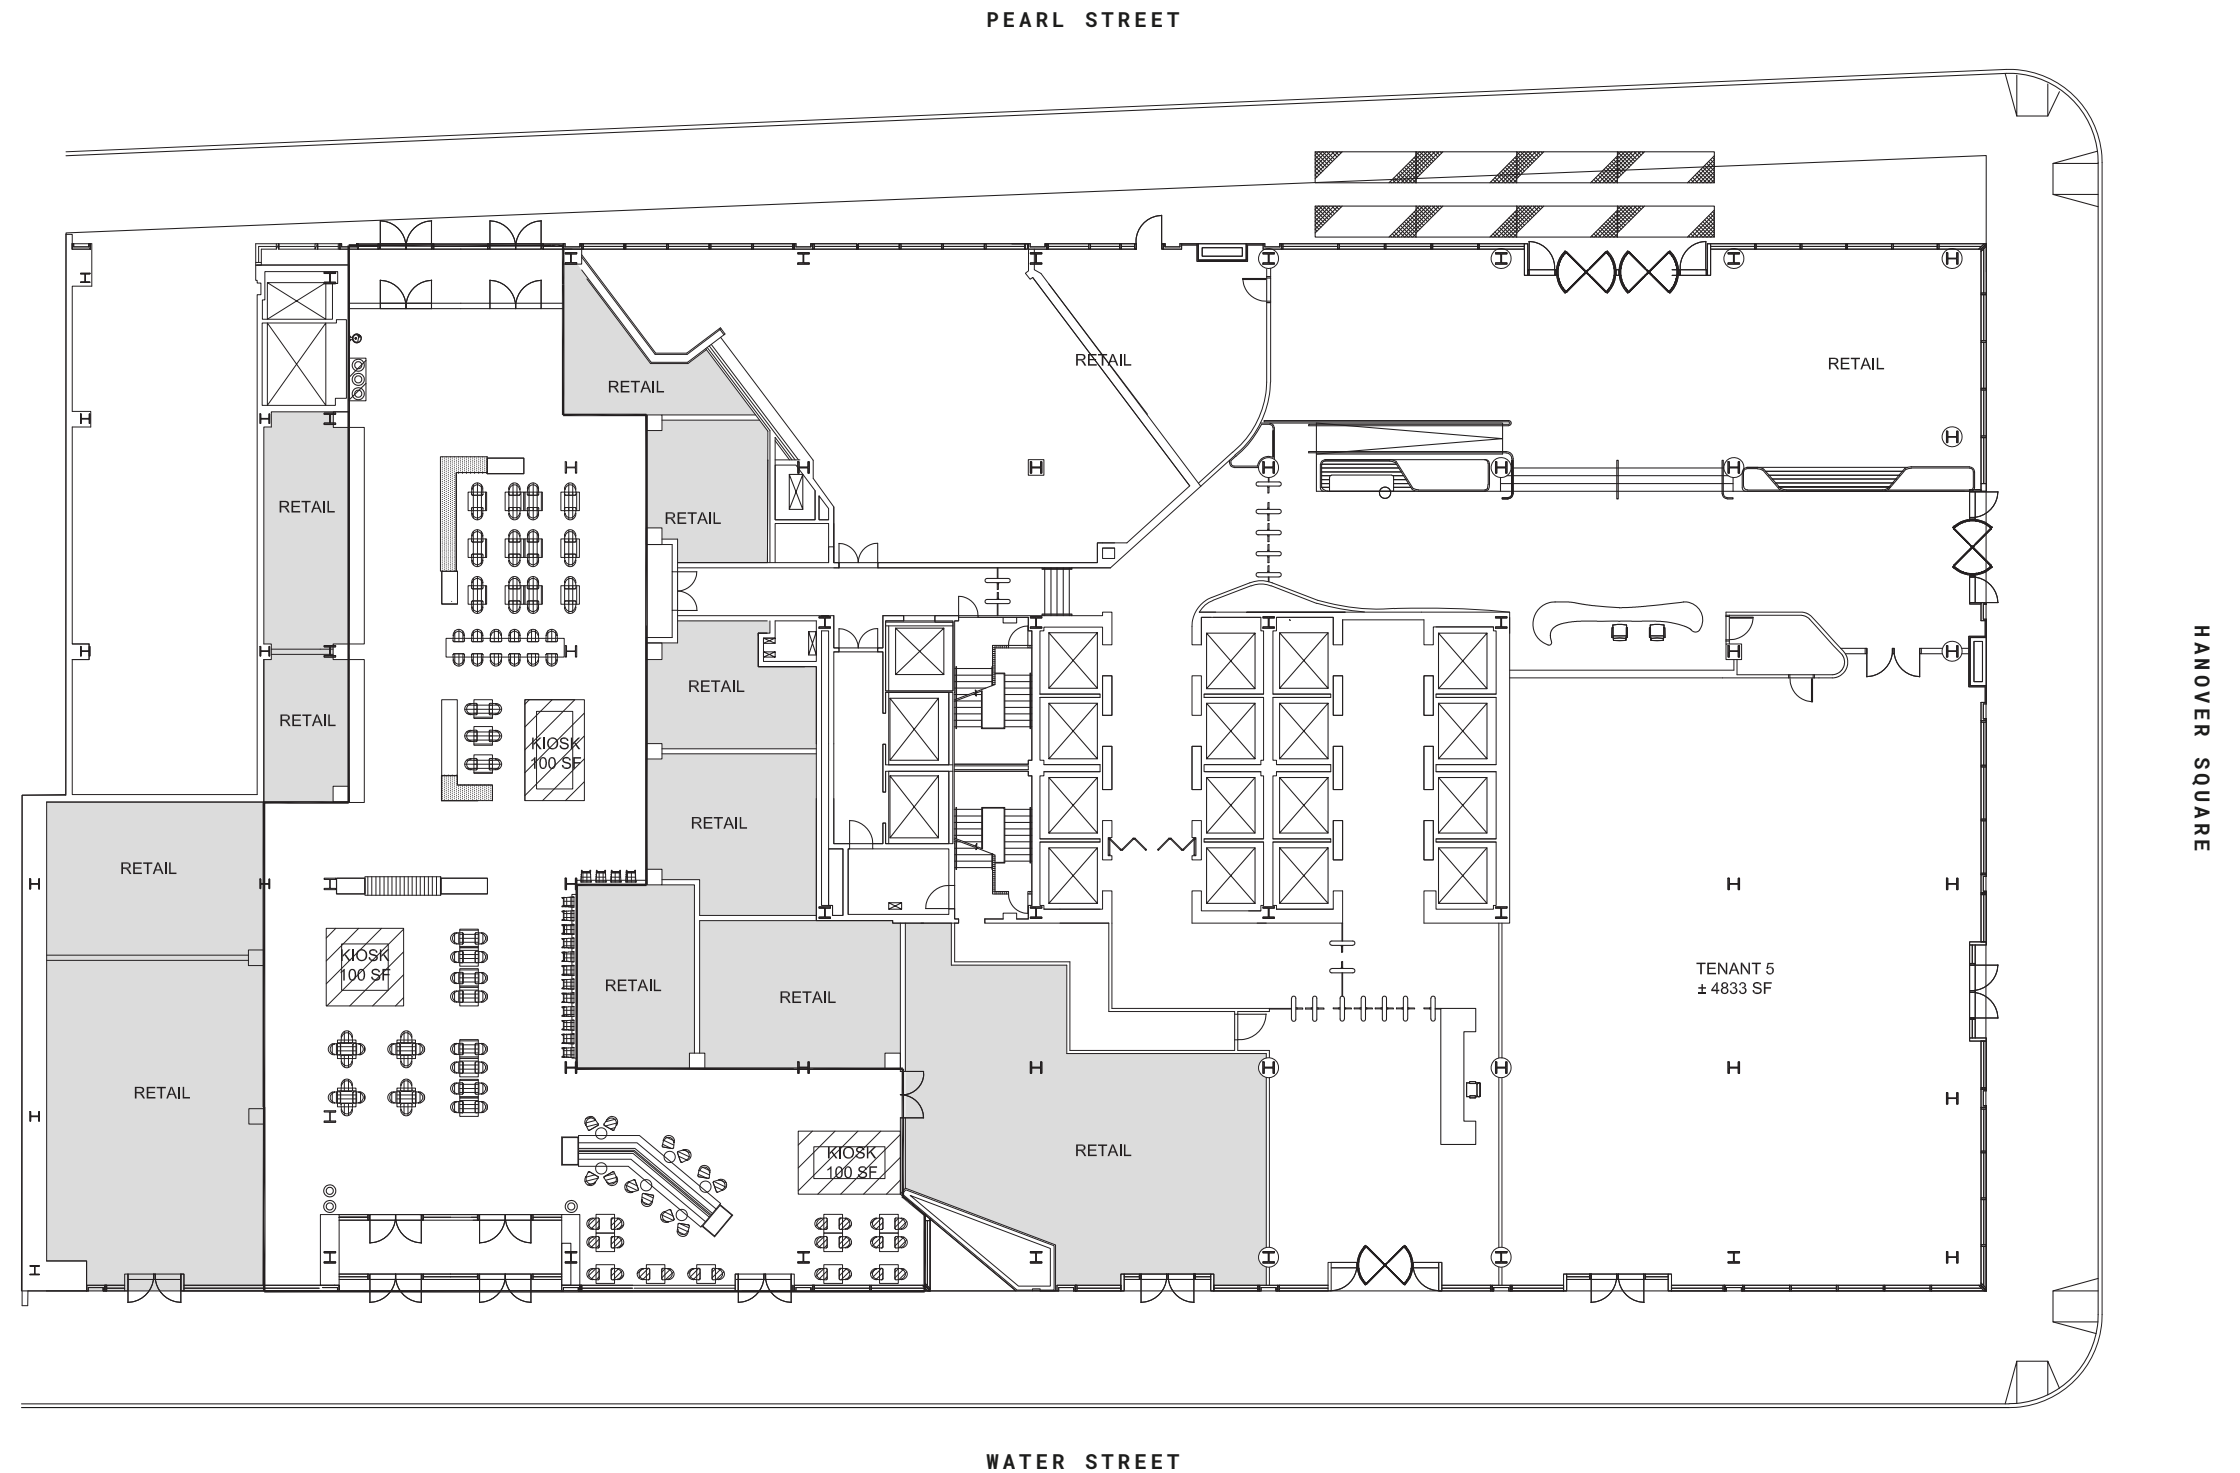 PEARL STREET
RETAIL
RETAIL
RETAIL
RETAIL
RETAIL
RETAIL
RETAIL
RETAIL
KIOSK
100 SF
RETAIL
RETAIL
KIOSK
100 SF
RETAIL
RETAIL
TENANT 5
± 4833 SF
RETAIL
KIOSK
100 SF
RETAIL
HANOVER SQUARE
WATER STREET